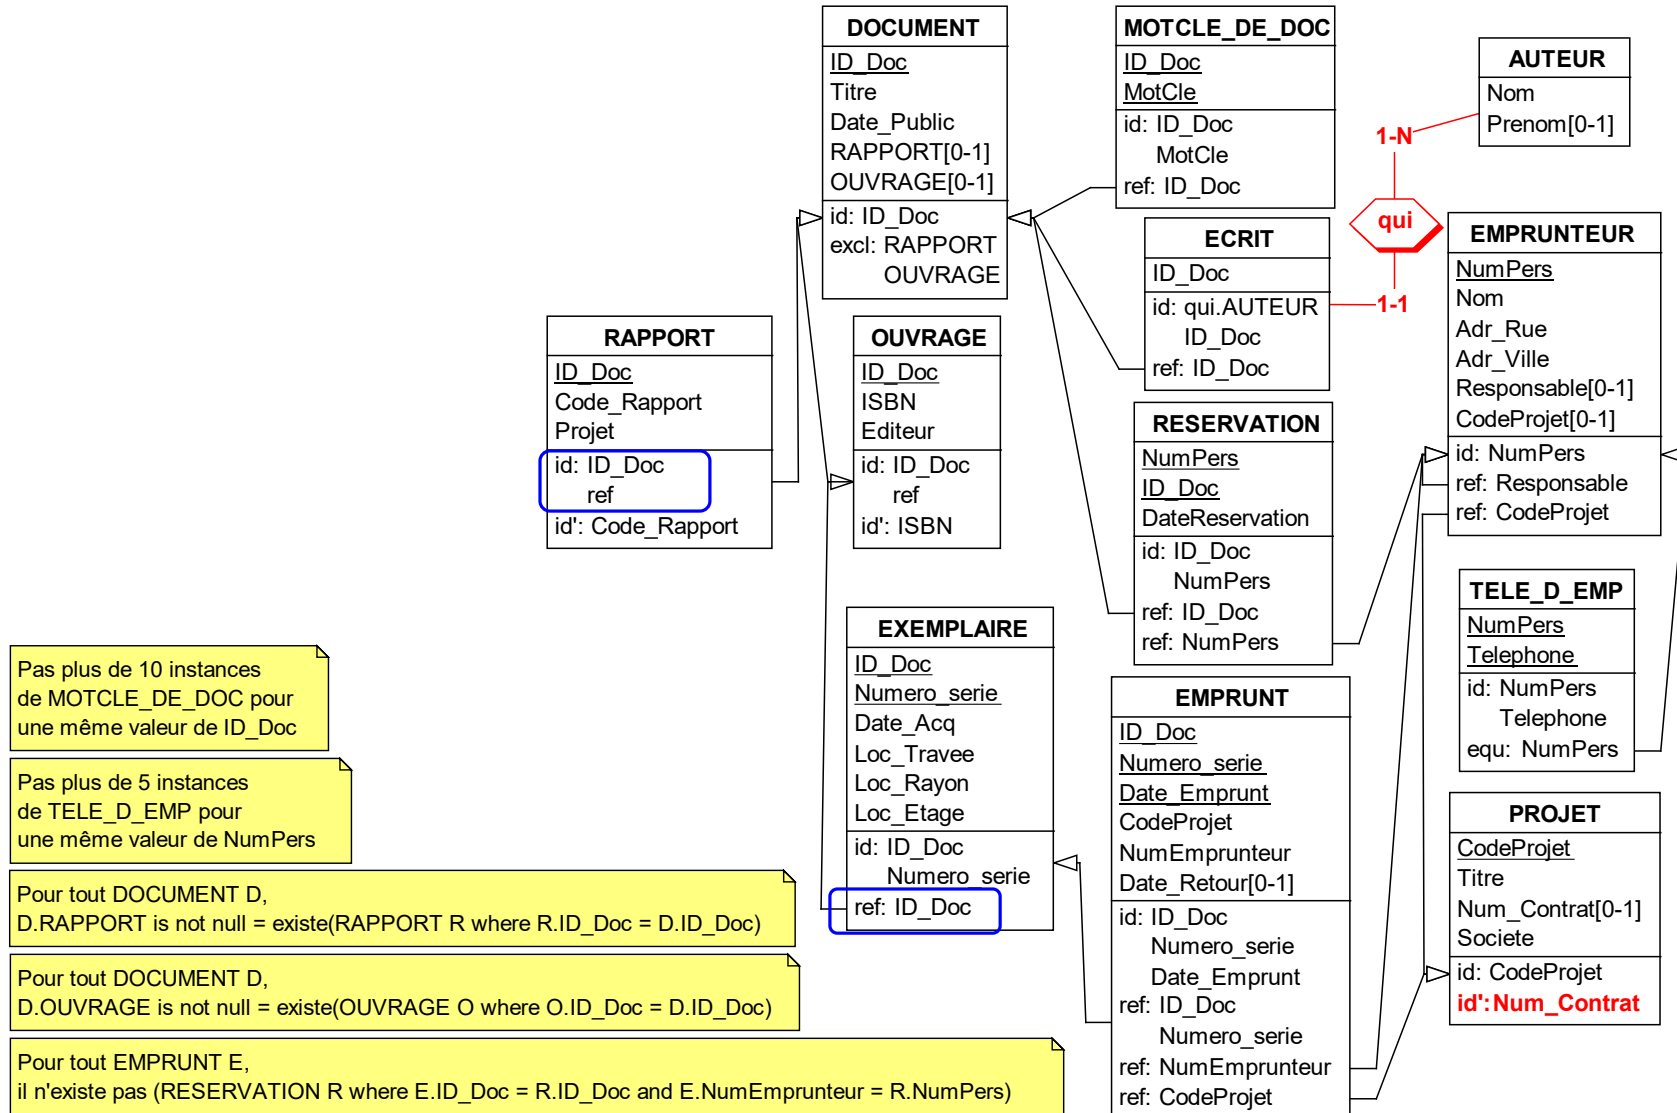 DOCUMENT
ID_Doc
Titre
Date_Public
RAPPORT[0-1]
OUVRAGE[0-1]
id: ID_Doc
excl: RAPPORT
OUVRAGE
MOTCLE_DE_DOC
ID_Doc
MotCle
id: ID_Doc
MotCle
ref: ID_Doc
AUTEUR
Nom
Prenom[0-1]
1-N
qui
1-1
ECRIT
ID_Doc
id: qui.AUTEUR
ID_Doc
ref: ID_Doc
EMPRUNTEUR
NumPers
Nom
Adr_Rue
Adr_Ville
Responsable[0-1]
CodeProjet[0-1]
id: NumPers
ref: Responsable
ref: CodeProjet
RAPPORT
ID_Doc
Code_Rapport
Projet
id: ID_Doc
ref
id': Code_Rapport
OUVRAGE
ID_Doc
ISBN
Editeur
id: ID_Doc
ref
id': ISBN
RESERVATION
NumPers
ID_Doc
DateReservation
id: ID_Doc
NumPers
ref: ID_Doc
ref: NumPers
TELE_D_EMP
NumPers
Telephone
id: NumPers
Telephone
equ: NumPers
EXEMPLAIRE
ID_Doc
Numero_serie
Date_Acq
Loc_Travee
Loc_Rayon
Loc_Etage
id: ID_Doc
Numero_serie
ref: ID_Doc
EMPRUNT
ID_Doc
Numero_serie
Date_Emprunt
CodeProjet
NumEmprunteur
Date_Retour[0-1]
id: ID_Doc
Numero_serie
Date_Emprunt
ref: ID_Doc
Numero_serie
ref: NumEmprunteur
ref: CodeProjet
PROJET
CodeProjet
Titre
Num_Contrat[0-1]
Societe
id: CodeProjet
id':Num_Contrat
Pas plus de 10 instances
de MOTCLE_DE_DOC pour
une même valeur de ID_Doc
Pas plus de 5 instances
de TELE_D_EMP pour
une même valeur de NumPers
Pour tout DOCUMENT D,
D.RAPPORT is not null = existe(RAPPORT R where R.ID_Doc = D.ID_Doc)
Pour tout DOCUMENT D,
D.OUVRAGE is not null = existe(OUVRAGE O where O.ID_Doc = D.ID_Doc)
Pour tout EMPRUNT E,
il n'existe pas (RESERVATION R where E.ID_Doc = R.ID_Doc and E.NumEmprunteur = R.NumPers)